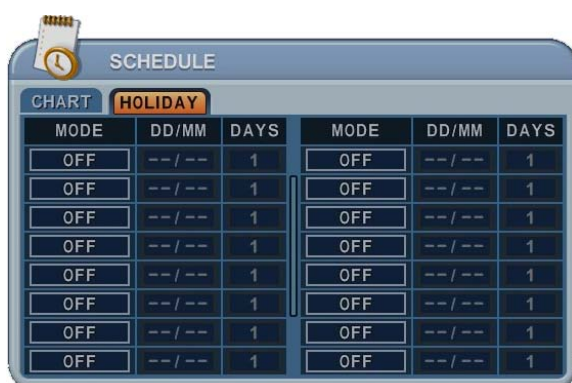 SCHEDULE
CHART HOLIDAY
MODE DD/MM DAYS MODE DD/MM DAYS
OFF --/-- 1 OFF --/-- 1
OFF --/-- 1 OFF --/-- 1
OFF --/-- 1 OFF --/-- 1
OFF --/-- 1 OFF --/-- 1
OFF --/-- 1 OFF --/-- 1
OFF --/-- 1 OFF --/-- 1
OFF --/-- 1 OFF --/-- 1
OFF --/-- 1 OFF --/-- 1